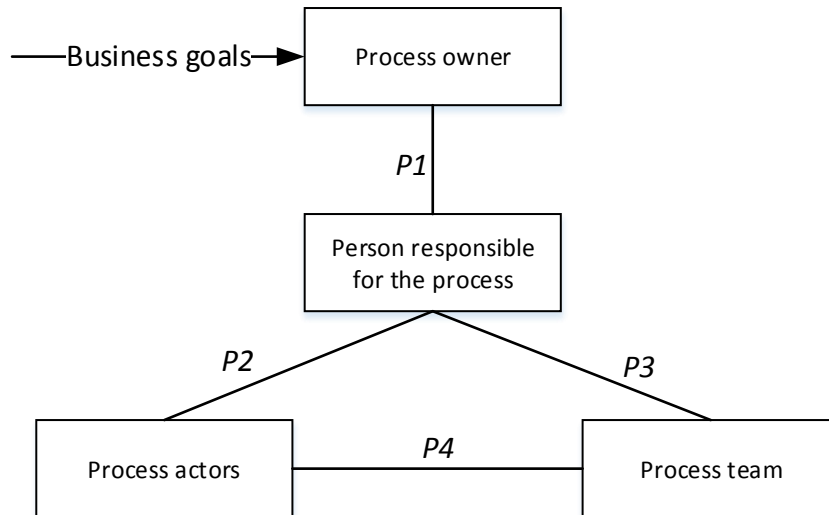 Business goals
Process owner
P1
Person responsible
for the process
P2
P3
Process actors
P4
Process team